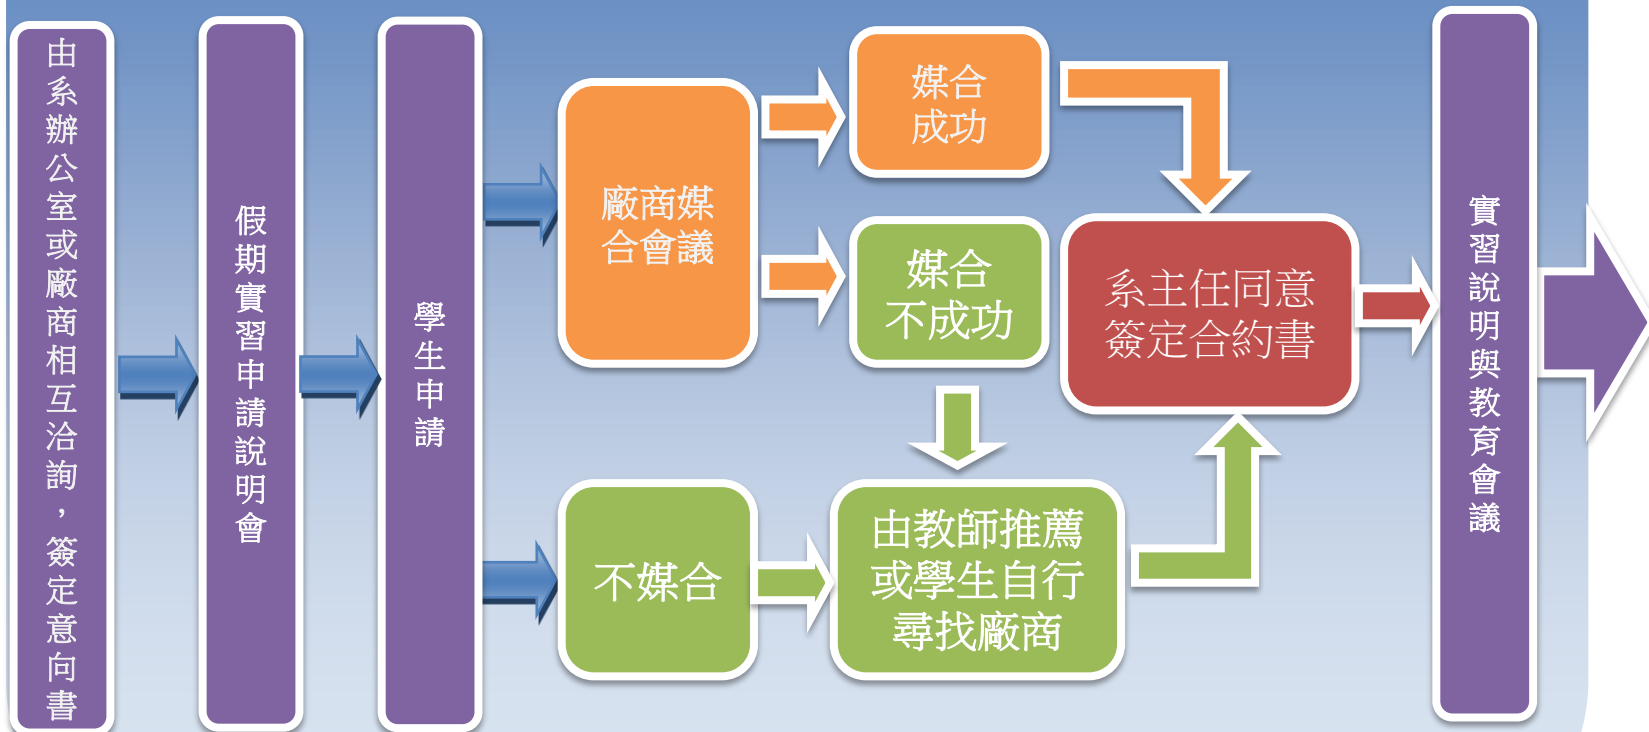 由系辦公室或廠商相互洽詢，簽定意向書
假期實習申請說明會
學生申請
廠商媒
合會議
媒合
成功
媒合
不成功
不媒合
由教師推薦
或學生自行
尋找廠商
系主任同意
簽定合約書
實習說明與教育會議